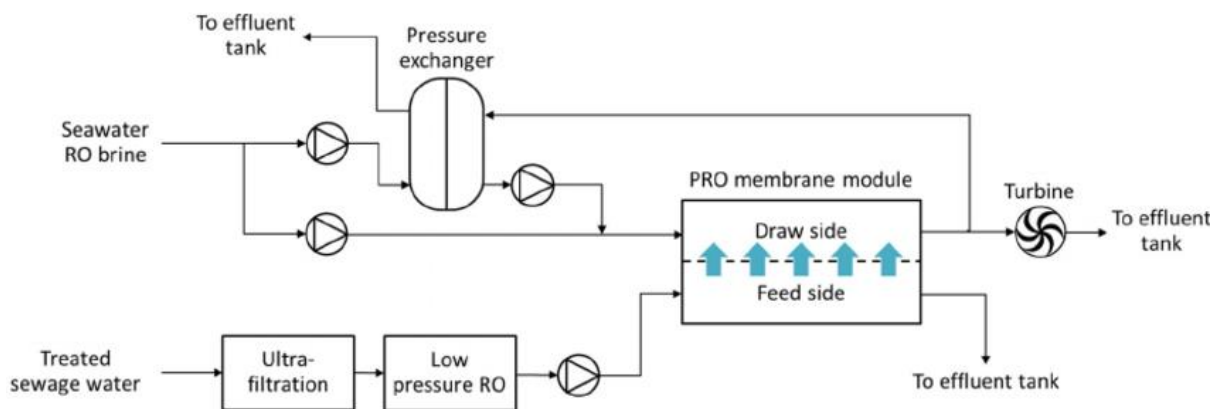 To effluent
tank
Pressure
exchanger
Seawater
RO brine
PRO membrane module
Turbine
Draw side
To effluent
tank
Feed side
Treated
sewage water
Ultra-
filtration
Low
pressure RO
To effluent tank